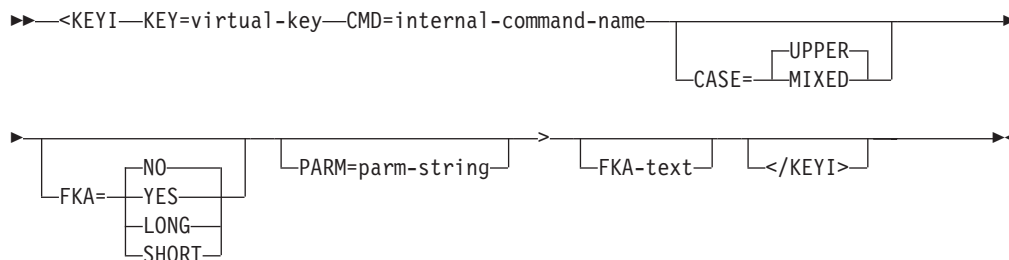 <KEYI KEY=virtual-key CMD=internal-command-name
UPPER
CASE= MIXED
>
NO PARM=parm-string FKA-text </KEYI>
FKA= YES
LONG
SHORT